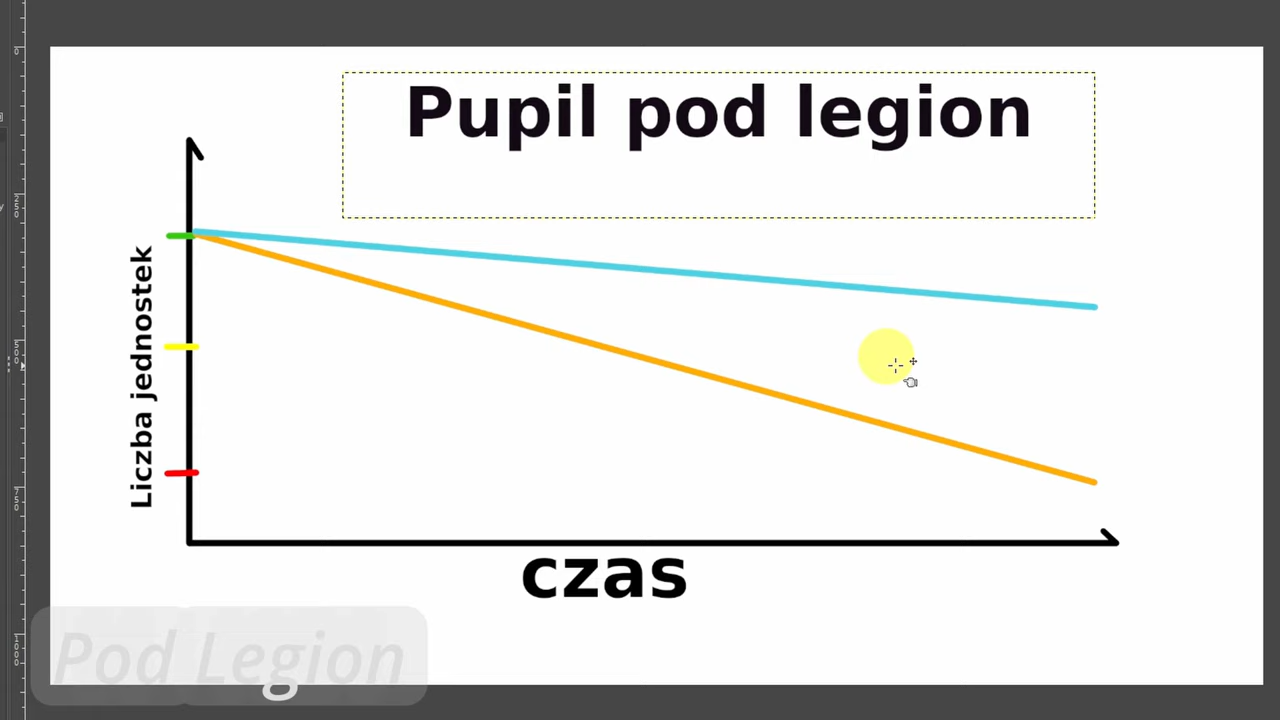 Pupil pod legion
Liczba jednostek
czas
Pod Legion